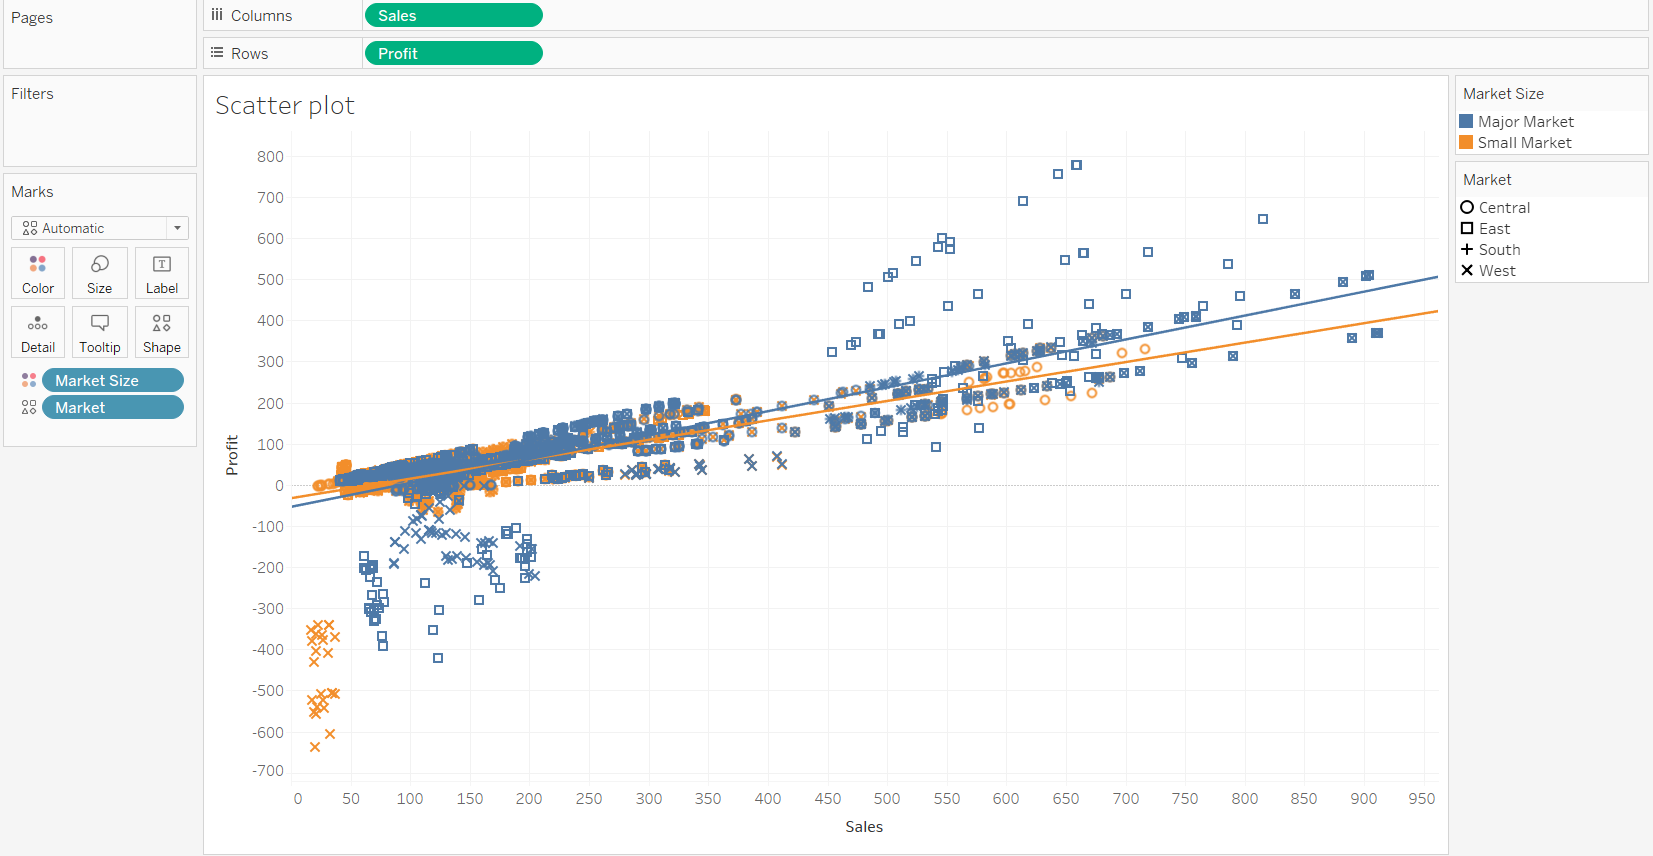 Pages
Columns
Sales
Rows
Profit
Filters
Marks
Automatic
Color
Size
Label
Detail
Tooltip
Shape
Market Size
Market
Scatter plot
800
700
600
500
400
300
200
100
0
-100
-200
-300
-400
-500
-600
-700
Profit
0 50 100 150 200 250 300 350 400 450 500 550 600 650 700 750 800 850 900 950
Sales
Market Size
Major Market
Small Market
Market
Central
East
South
West